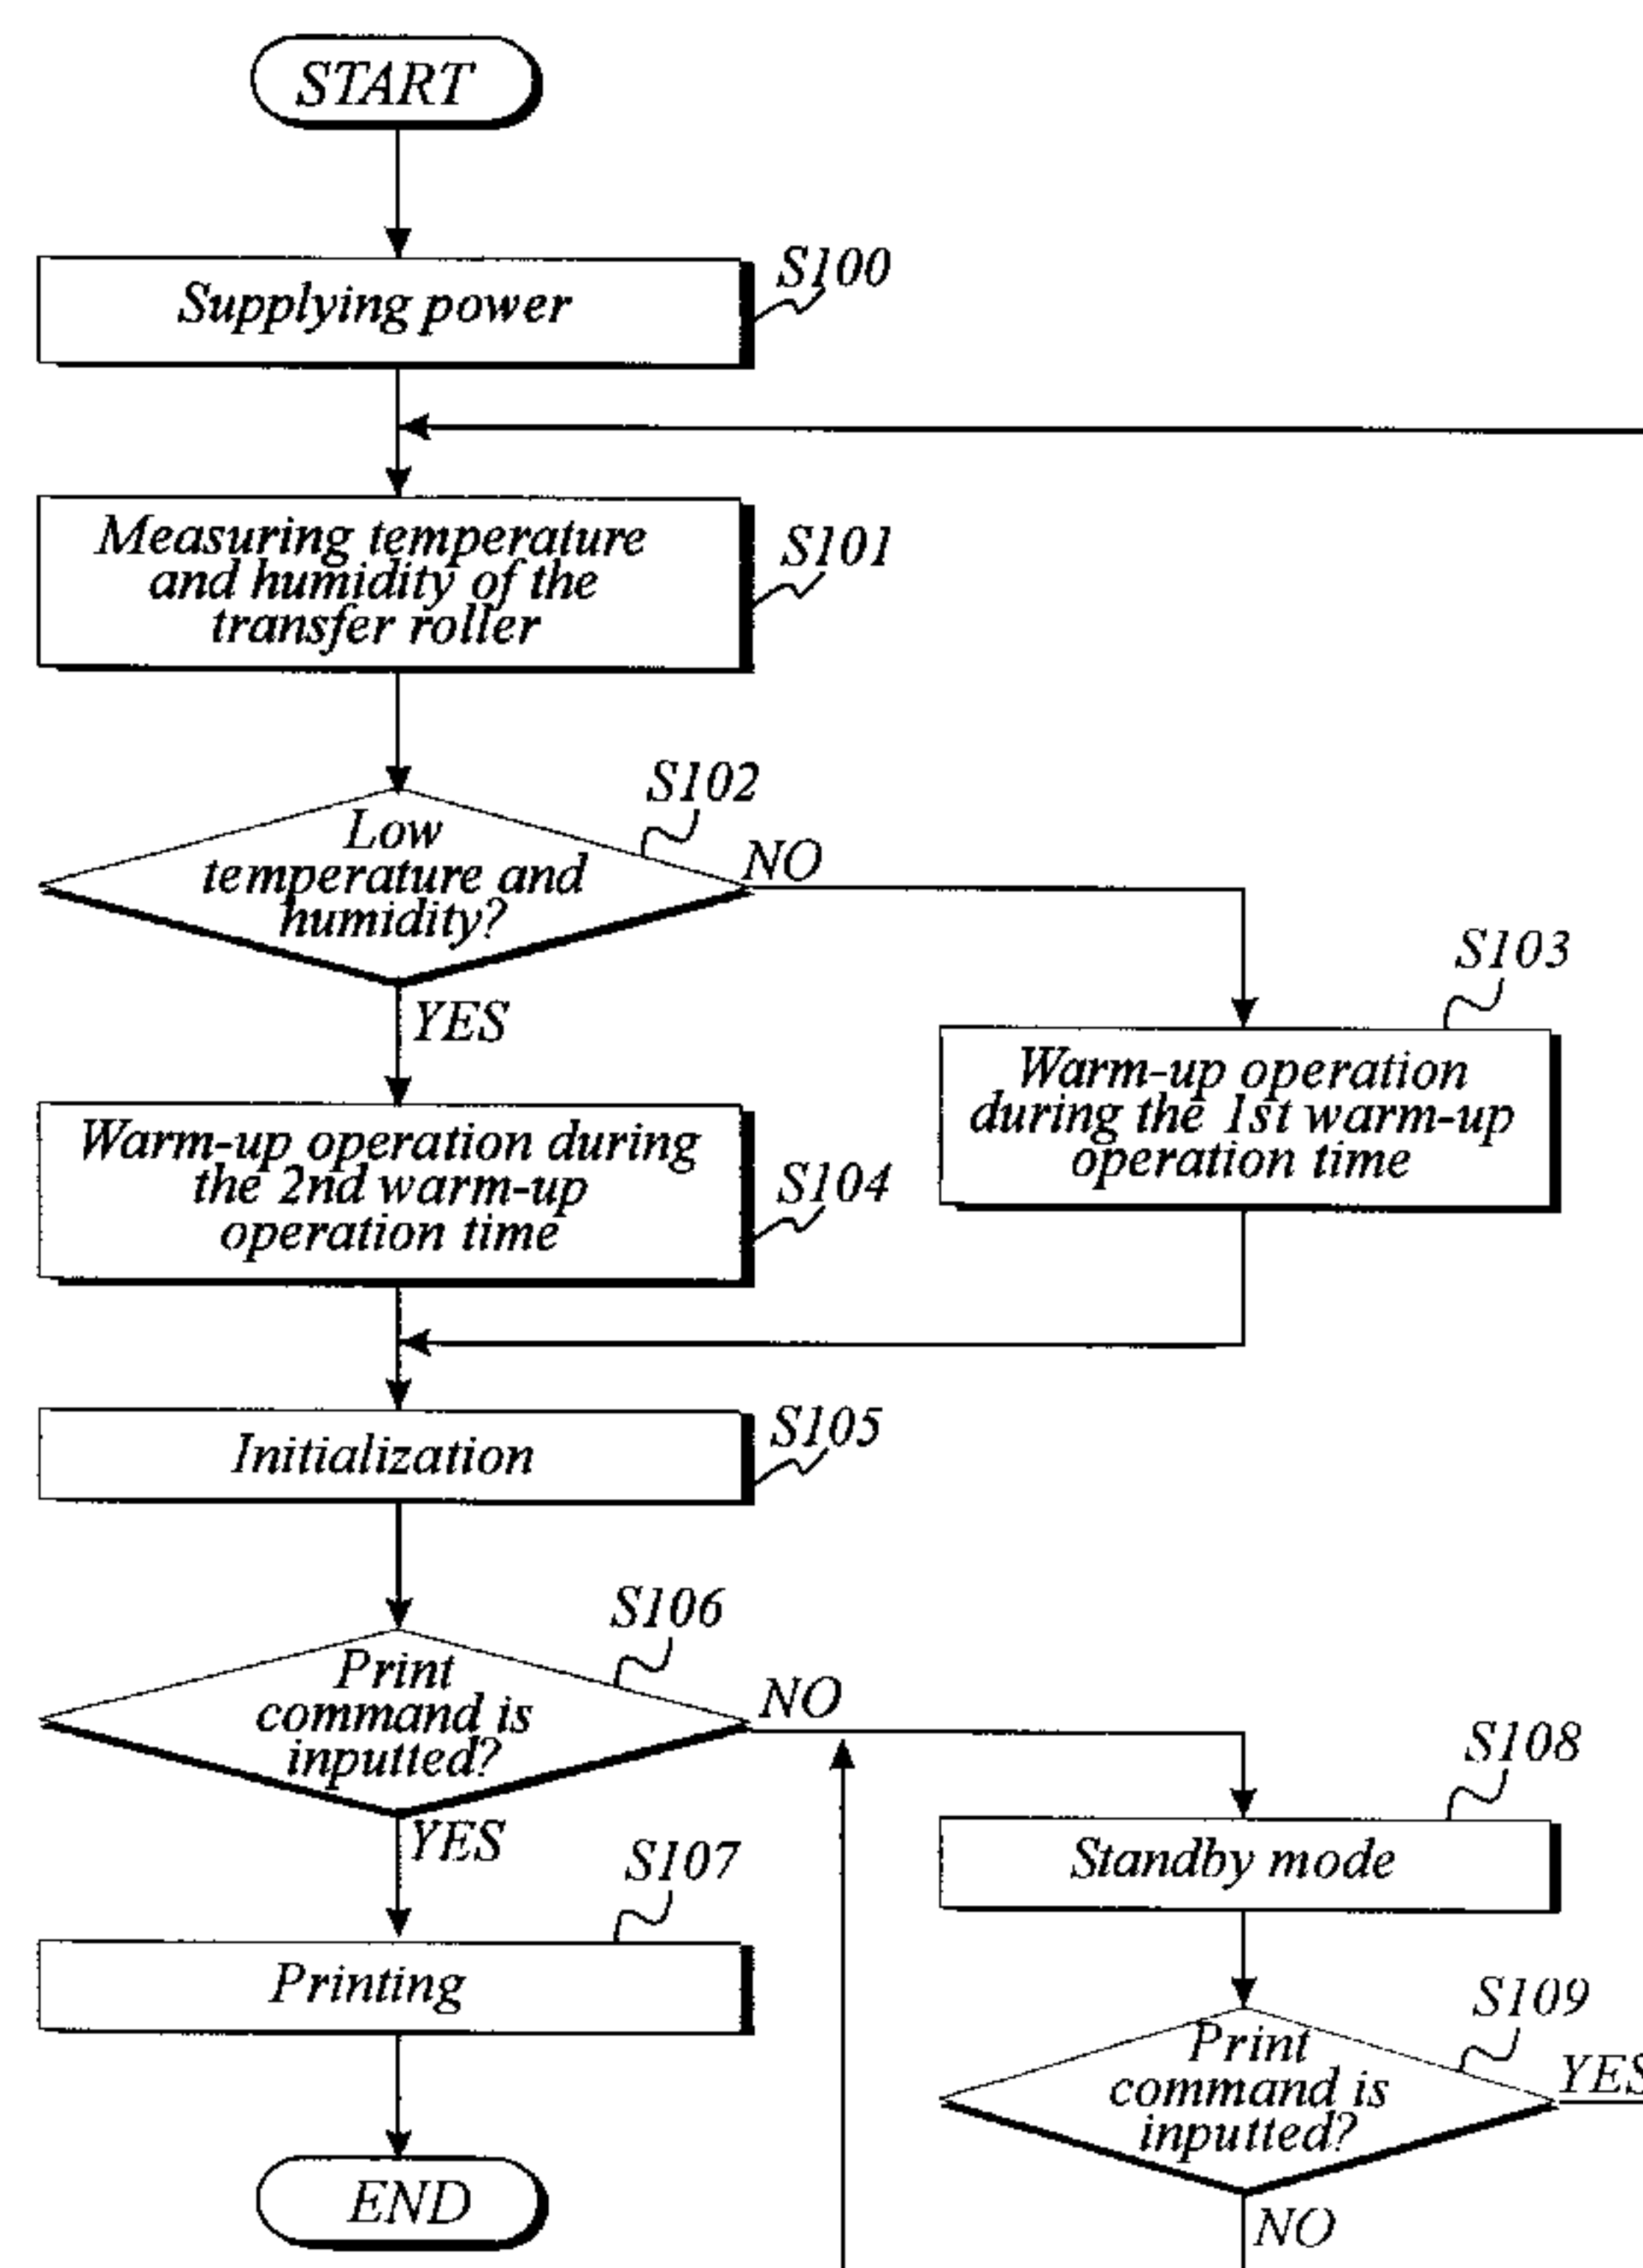 START
Supplying power
S100
Measuring temperature
and humidity of the
transfer roller
S101
Low
temperature and
humidity?
S102
NO
YES
S103
Warm-up operation
during the 1st warm-up
operation time
Warm-up operation during
the 2nd warm-up
operation time
S104
Initialization
S105
Print
command is
inputted?
S106
NO
YES
S107
Printing
S108
Standby mode
S109
Print
command is
inputted?
YES
NO
END